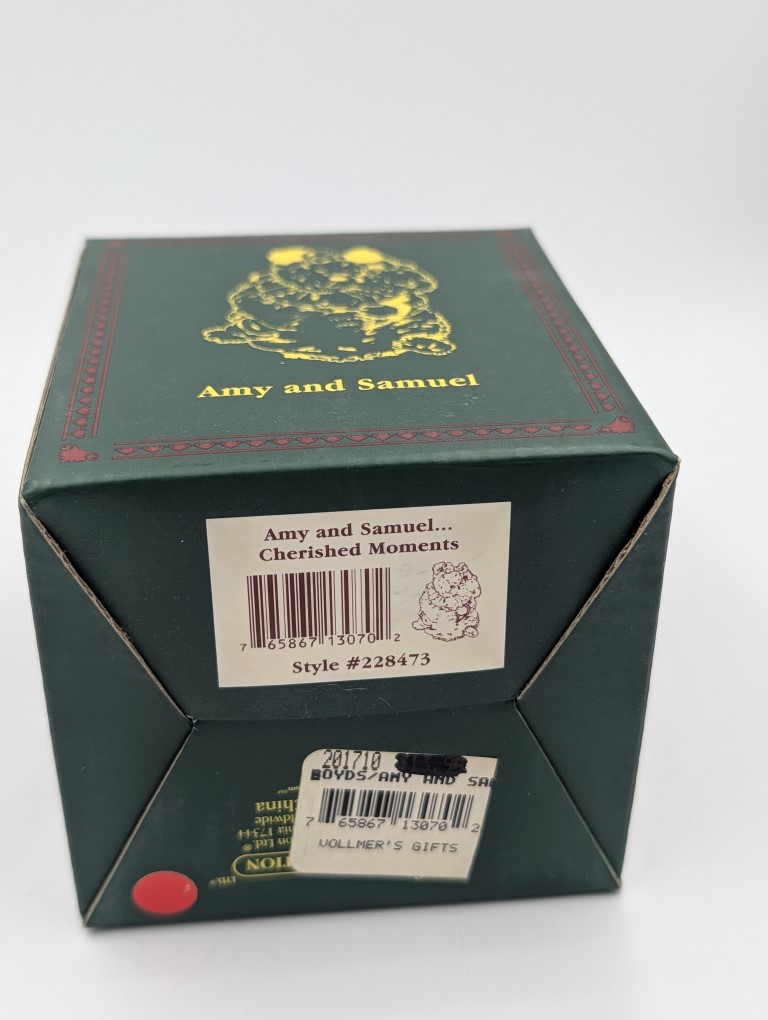 Amy and Samuel
Amy and Samuel...
Cherished Moments
7 65867 13070 2
Style #228473
201710
BOYDS/AMY AND SA
7 65867 13070 2
VOLLMER'S GIFTS
China